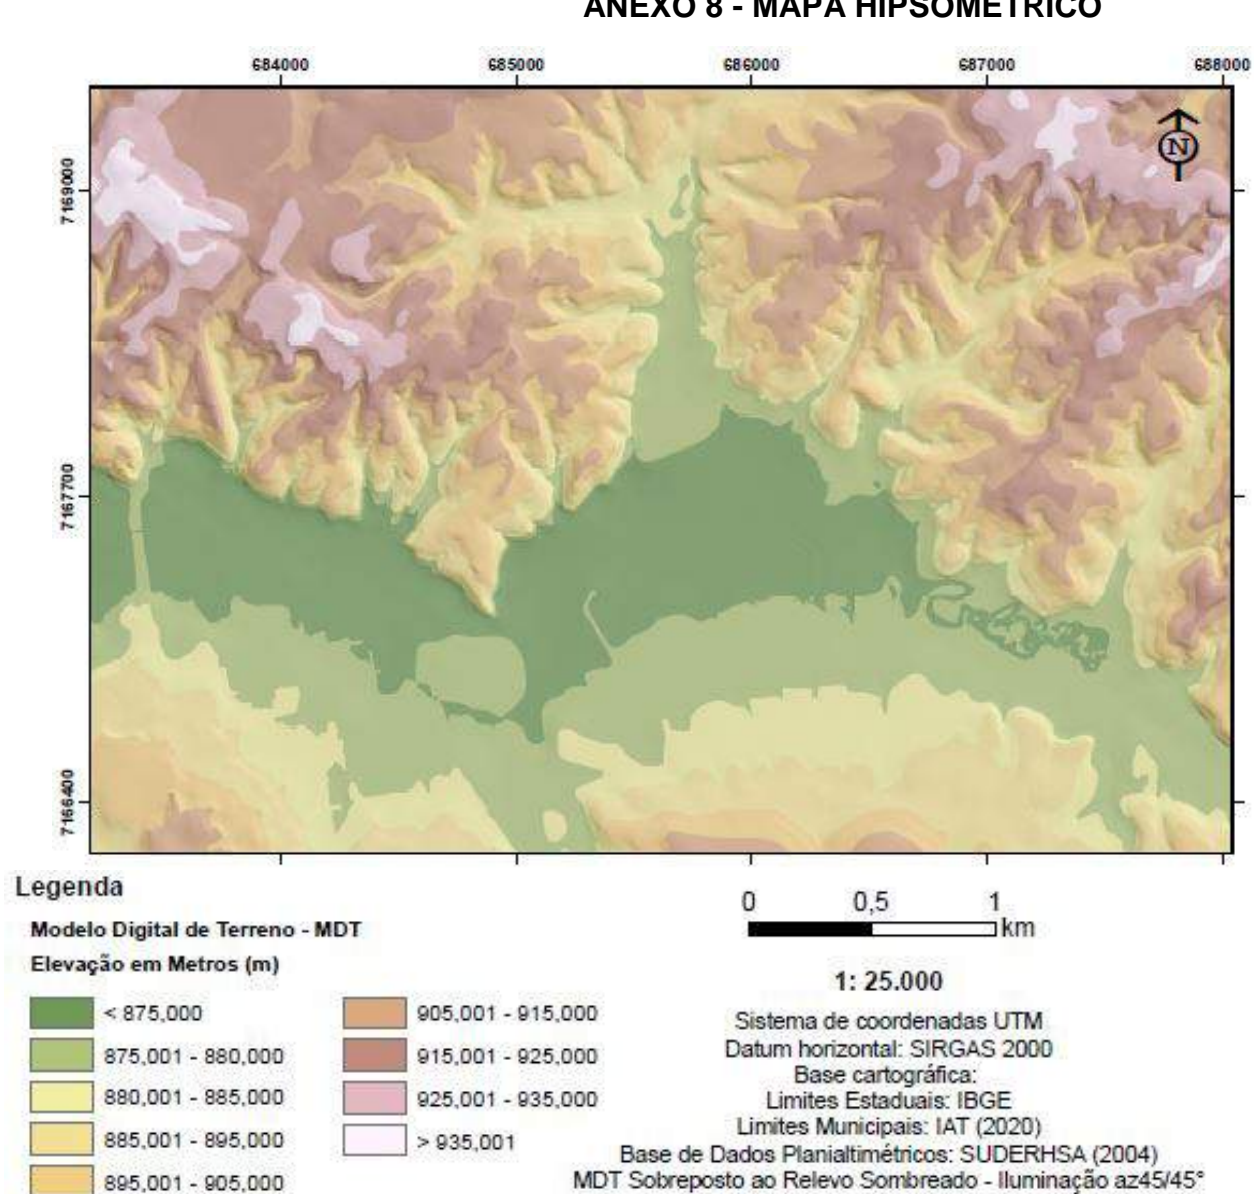 ANEXO 8 - MAPA HIPSOMÉTRICO
684000 685000 686000 687000 688000
7169000
N
7167700
7166400
Legenda
Modelo Digital de Terreno - MDT
Elevação em Metros (m)
< 875,000
875,001 - 880,000
880,001 - 885,000
885,001 - 895,000
895,001 - 905,000
905,001 - 915,000
915,001 - 925,000
925,001 - 935,000
> 935,001
0 0,5 1
km
1: 25.000
Sistema de coordenadas UTM
Datum horizontal: SIRGAS 2000
Base cartográfica:
Limites Estaduais: IBGE
Limites Municipais: IAT (2020)
Base de Dados Planialtimétricos: SUDERHSA (2004)
MDT Sobreposto ao Relevo Sombreado - Iluminação az45/45°